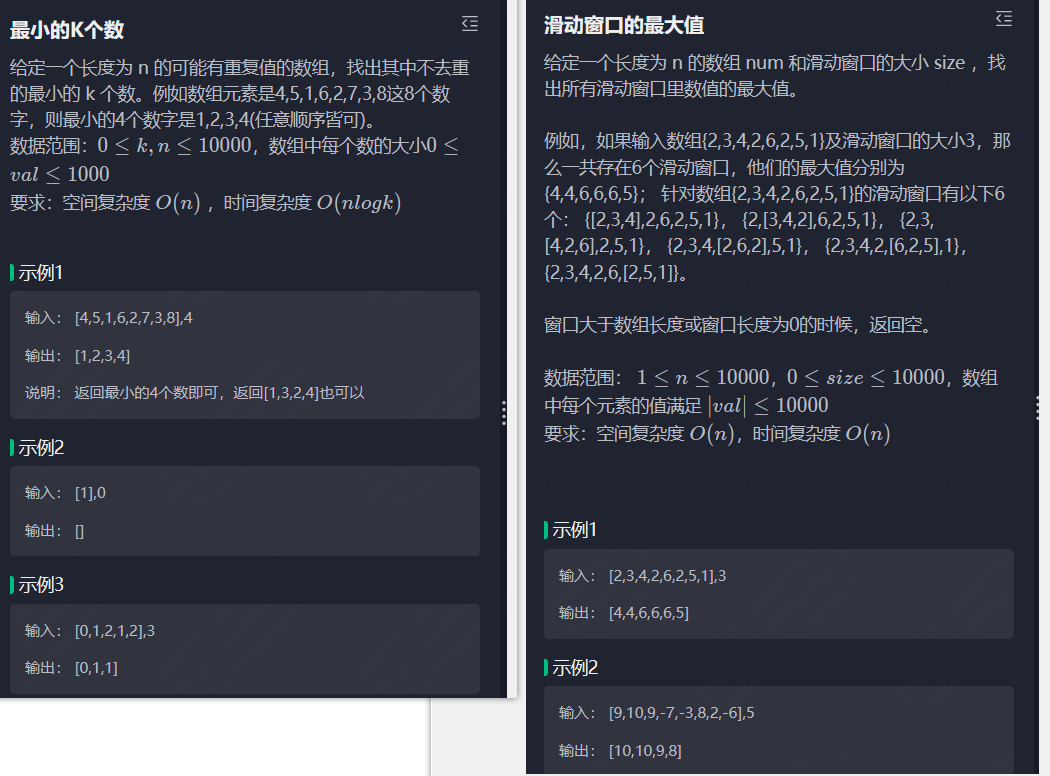 最小的K个数
给定一个长度为 n 的可能有重复值的数组，找出其中不去重
的最小的 k 个数。例如数组元素是4,5,1,6,2,7,3,8这8个数
字，则最小的4个数字是1,2,3,4(任意顺序皆可)。
数据范围：0 ≤ k, n ≤ 10000，数组中每个数的大小0 ≤
val ≤ 1000
要求：空间复杂度 O(n) ，时间复杂度 O(nlogk)
示例1
输入： [4,5,1,6,2,7,3,8],4
输出： [1,2,3,4]
说明： 返回最小的4个数即可，返回[1,3,2,4]也可以
示例2
输入： [1],0
输出： []
示例3
输入： [0,1,2,1,2],3
输出： [0,1,1]
滑动窗口的最大值
给定一个长度为 n 的数组 num 和滑动窗口的大小 size ，找
出所有滑动窗口里数值的最大值。
例如，如果输入数组{2,3,4,2,6,2,5,1}及滑动窗口的大小3，那
么一共存在6个滑动窗口，他们的最大值分别为
{4,4,6,6,6,5}； 针对数组{2,3,4,2,6,2,5,1}的滑动窗口有以下6
个： {[2,3,4],2,6,2,5,1}， {2,[3,4,2],6,2,5,1}， {2,3,
[4,2,6],2,5,1}， {2,3,4,[2,6,2],5,1}， {2,3,4,2,[6,2,5],1}，
{2,3,4,2,6,[2,5,1]}。
窗口大于数组长度或窗口长度为0的时候，返回空。
数据范围： 1 ≤ n ≤ 10000，0 ≤ size ≤ 10000，数组
中每个元素的值满足 |val| ≤ 10000
要求：空间复杂度 O(n)，时间复杂度 O(n)
示例1
输入： [2,3,4,2,6,2,5,1],3
输出： [4,4,6,6,6,5]
示例2
输入： [9,10,9,-7,-3,8,2,-6],5
输出： [10,10,9,8]